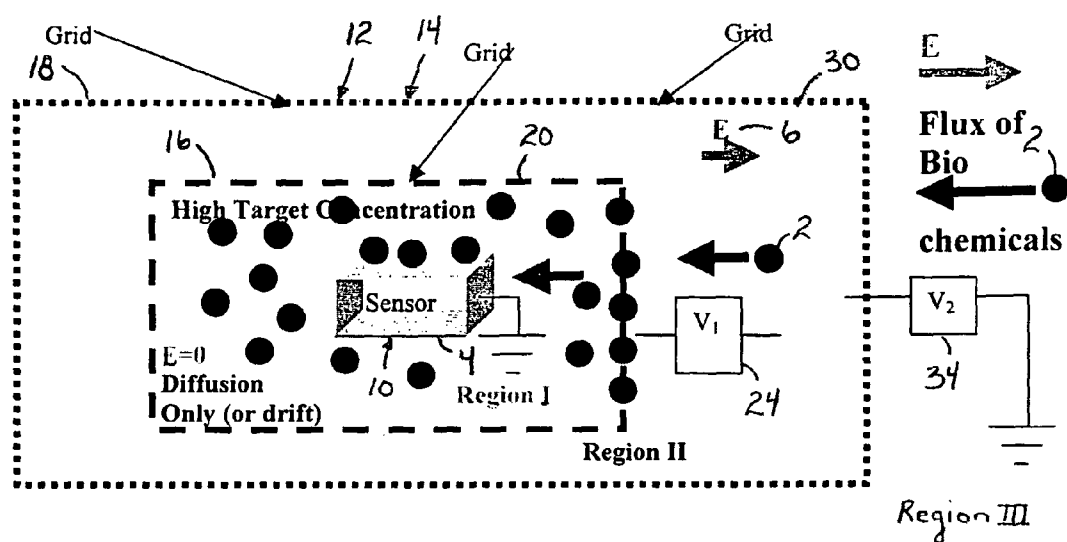 Grid 12 14 Grid Grid
18 30 E
E 6
16 20 Flux of
High Target Concentration Bio 2
2 chemicals
Sensor V1 V2
E=0 10 4 24 34
Diffusion Region I
Only (or drift)
Region II
Region III